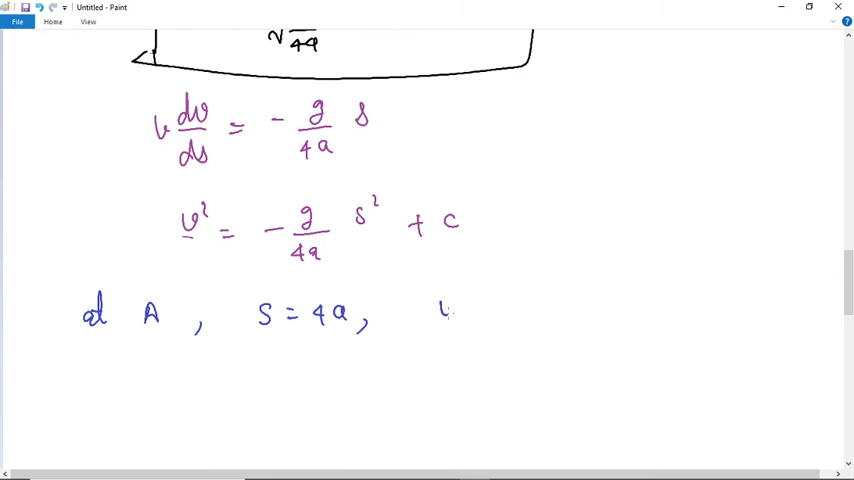 Untitled - Paint
File Home View
√ 4a
v dv/ds = - g/4a s
v² = - g/4a s² + c
at A , s = 4a, v